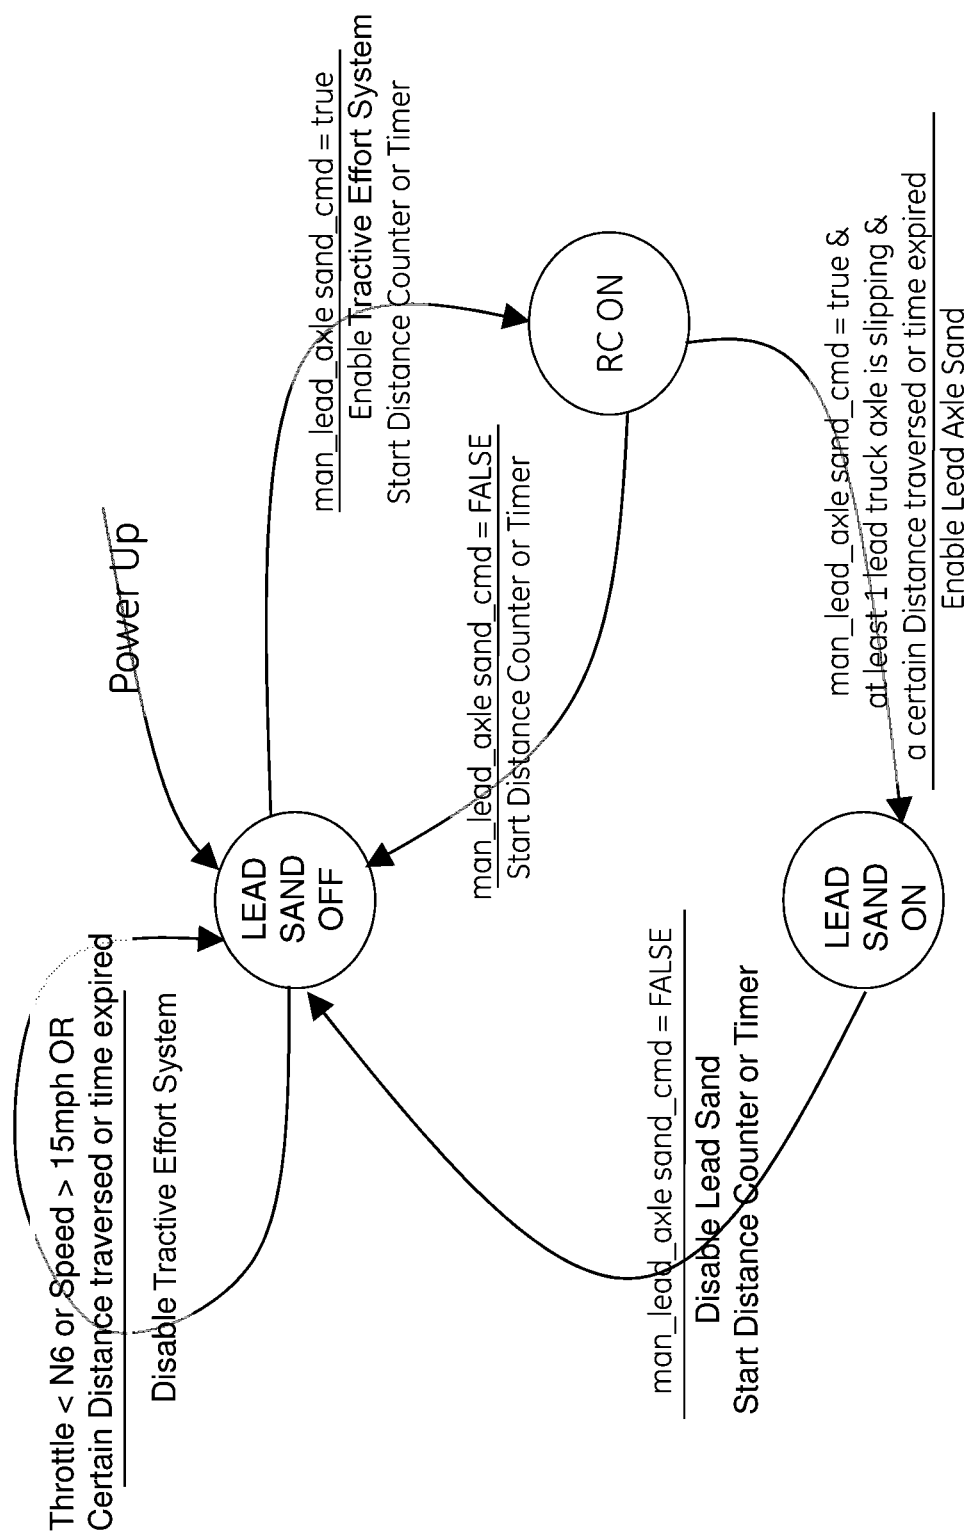 Throttle < N6 or Speed > 15mph OR
Certain Distance traversed or time expired
Disable Tractive Effort System
Power Up
LEAD
SAND
OFF
man_lead_axle sand_cmd = true
Enable Tractive Effort System
Start Distance Counter or Timer
man_lead_axle sand_cmd = FALSE
Start Distance Counter or Timer
RC ON
man_lead_axle sand_cmd = FALSE
Disable Lead Sand
Start Distance Counter or Timer
LEAD
SAND
ON
man_lead_axle sand_cmd = true &
at least 1 lead truck axle is slipping &
a certain Distance traversed or time expired
Enable Lead Axle Sand